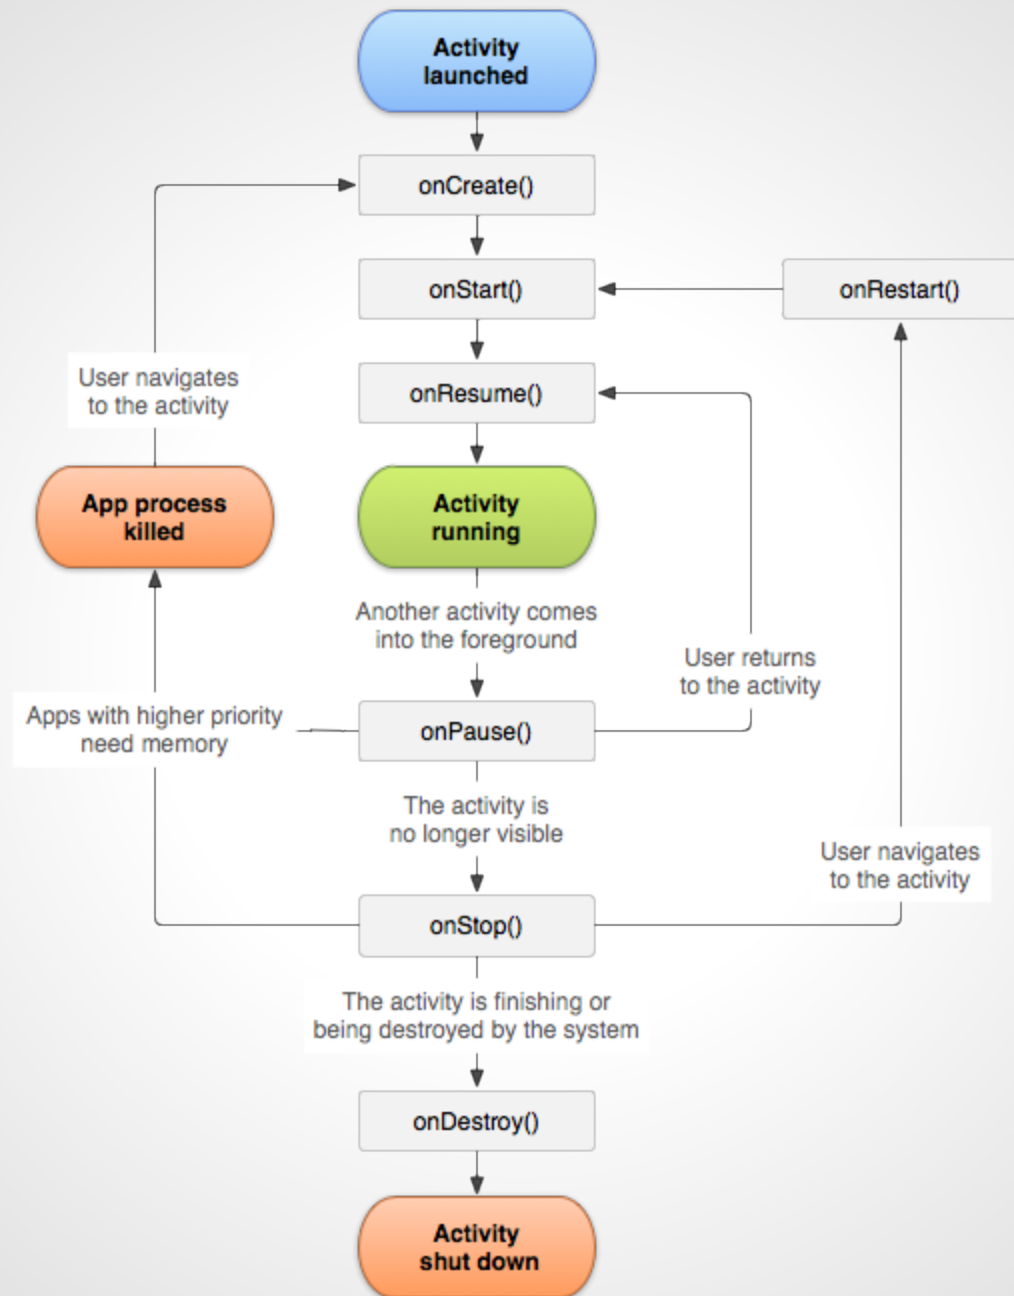 Activity
launched
onCreate()
onStart()
onRestart()
User navigates
to the activity
onResume()
App process
killed
Activity
running
Another activity comes
into the foreground
User returns
to the activity
Apps with higher priority
need memory
onPause()
The activity is
no longer visible
User navigates
to the activity
onStop()
The activity is finishing or
being destroyed by the system
onDestroy()
Activity
shut down